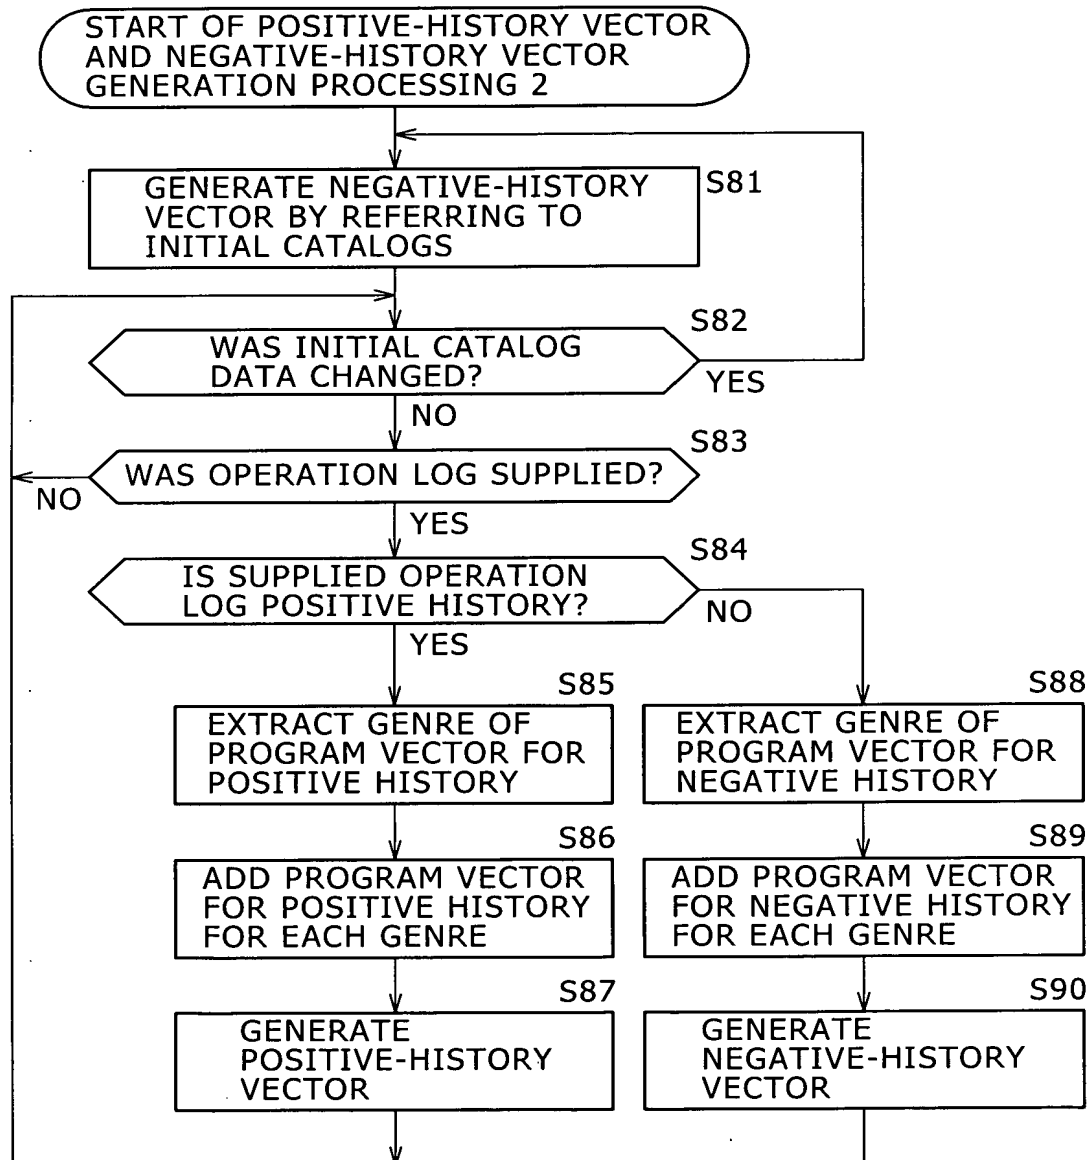 START OF POSITIVE-HISTORY VECTOR
AND NEGATIVE-HISTORY VECTOR
GENERATION PROCESSING 2
S81
GENERATE NEGATIVE-HISTORY
VECTOR BY REFERRING TO
INITIAL CATALOGS
S82
WAS INITIAL CATALOG
DATA CHANGED?
YES
NO
S83
WAS OPERATION LOG SUPPLIED?
NO
YES
S84
IS SUPPLIED OPERATION
LOG POSITIVE HISTORY?
NO
YES
S85
EXTRACT GENRE OF
PROGRAM VECTOR FOR
POSITIVE HISTORY
S88
EXTRACT GENRE OF
PROGRAM VECTOR FOR
NEGATIVE HISTORY
S86
ADD PROGRAM VECTOR
FOR POSITIVE HISTORY
FOR EACH GENRE
S89
ADD PROGRAM VECTOR
FOR NEGATIVE HISTORY
FOR EACH GENRE
S87
GENERATE
POSITIVE-HISTORY
VECTOR
S90
GENERATE
NEGATIVE-HISTORY
VECTOR